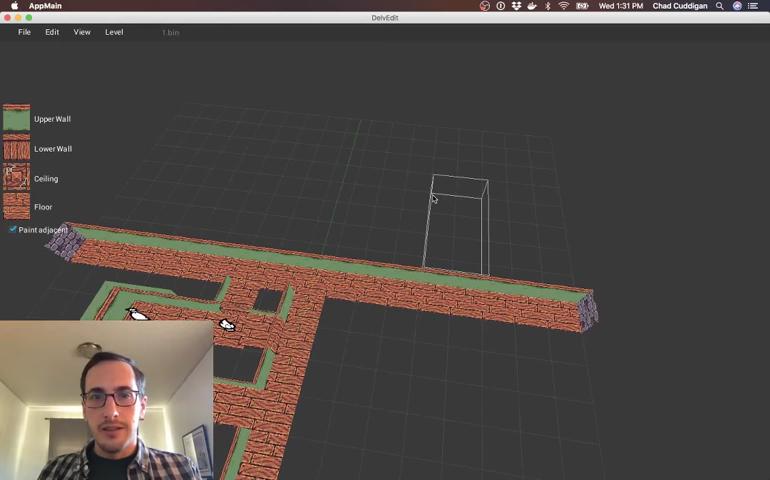 AppMain
Wed 1:31 PM Chad Cuddigan
DelvEdit
File Edit View Level 1.bin
Upper Wall
Lower Wall
Ceiling
Floor
Paint adjacent